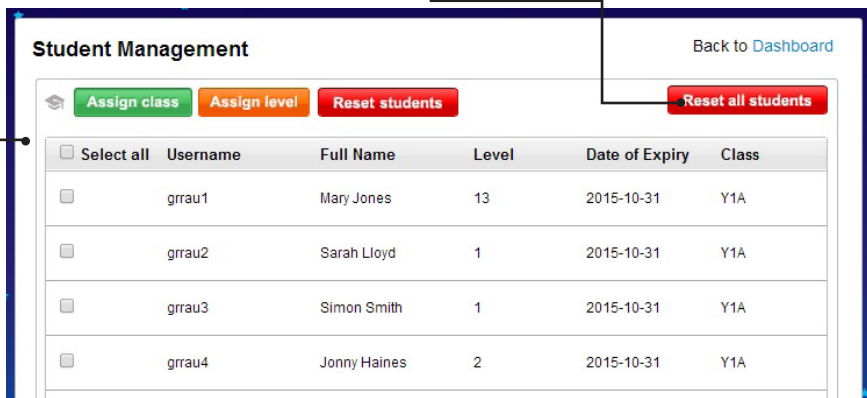 Student Management
Back to Dashboard
Assign class Assign level Reset students Reset all students
Select all Username Full Name Level Date of Expiry Class
grrau1 Mary Jones 13 2015-10-31 Y1A
grrau2 Sarah Lloyd 1 2015-10-31 Y1A
grrau3 Simon Smith 1 2015-10-31 Y1A
grrau4 Jonny Haines 2 2015-10-31 Y1A